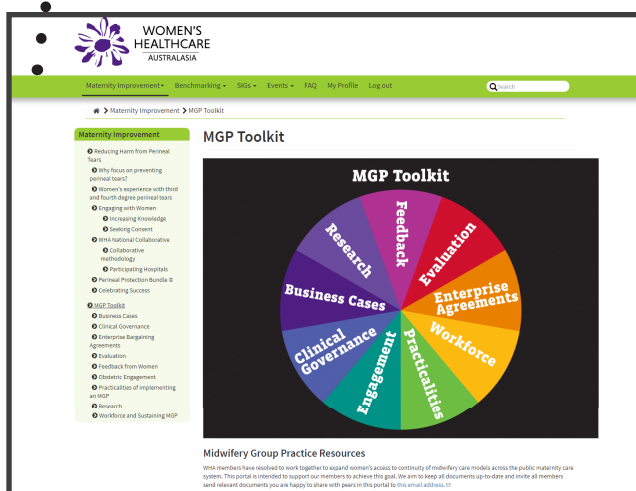 WOMEN'S
HEALTHCARE
AUSTRALASIA
Maternity Improvement Benchmarking SIGs Events FAQ My Profile Log out Search
Maternity Improvement MGP Toolkit
Maternity Improvement
Reducing Harm from Perineal
Tears
Why focus on preventing
perineal tears?
Women's experience with third
and fourth degree perineal tears
Engaging with Women
Increasing Knowledge
Seeking Consent
WHA National Collaborative
Collaborative
methodology
Participating Hospitals
Perineal Protection Bundle ®
Celebrating Success
MGP Toolkit
Business Cases
Clinical Governance
Enterprise Bargaining
Agreements
Evaluation
Feedback from Women
Obstetric Engagement
Practicalities of Implementing
an MGP
Research
Workforce and Sustaining MGP
MGP Toolkit
MGP Toolkit
Feedback
Evaluation
Enterprise
Agreements
Workforce
Practicalities
Engagement
Clinical
Governance
Business Cases
Research
Midwifery Group Practice Resources
WHA members have resolved to work together to expand women's access to continuity of midwifery care models across the public maternity care
system. This portal is intended to support our members to achieve this goal. We aim to keep all documents up-to-date and invite all members
send relevant documents you are happy to share with peers in this portal to this email address.